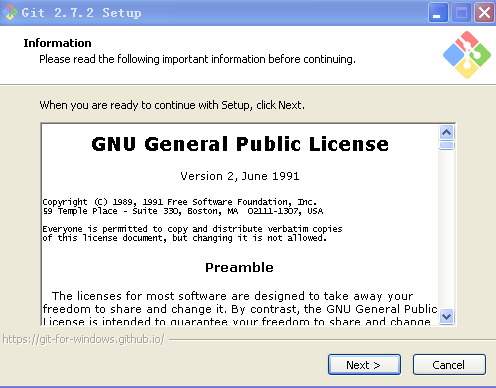 Git 2.7.2 Setup
Information
Please read the following important information before continuing.
When you are ready to continue with Setup, click Next.
GNU General Public License
Version 2, June 1991
Copyright (C) 1989, 1991 Free Software Foundation, Inc.
59 Temple Place - Suite 330, Boston, MA  02111-1307, USA
Everyone is permitted to copy and distribute verbatim copies
of this license document, but changing it is not allowed.
Preamble
The licenses for most software are designed to take away your
freedom to share and change it. By contrast, the GNU General Public
License is intended to guarantee your freedom to share and change
https://git-for-windows.github.io/
Next >
Cancel